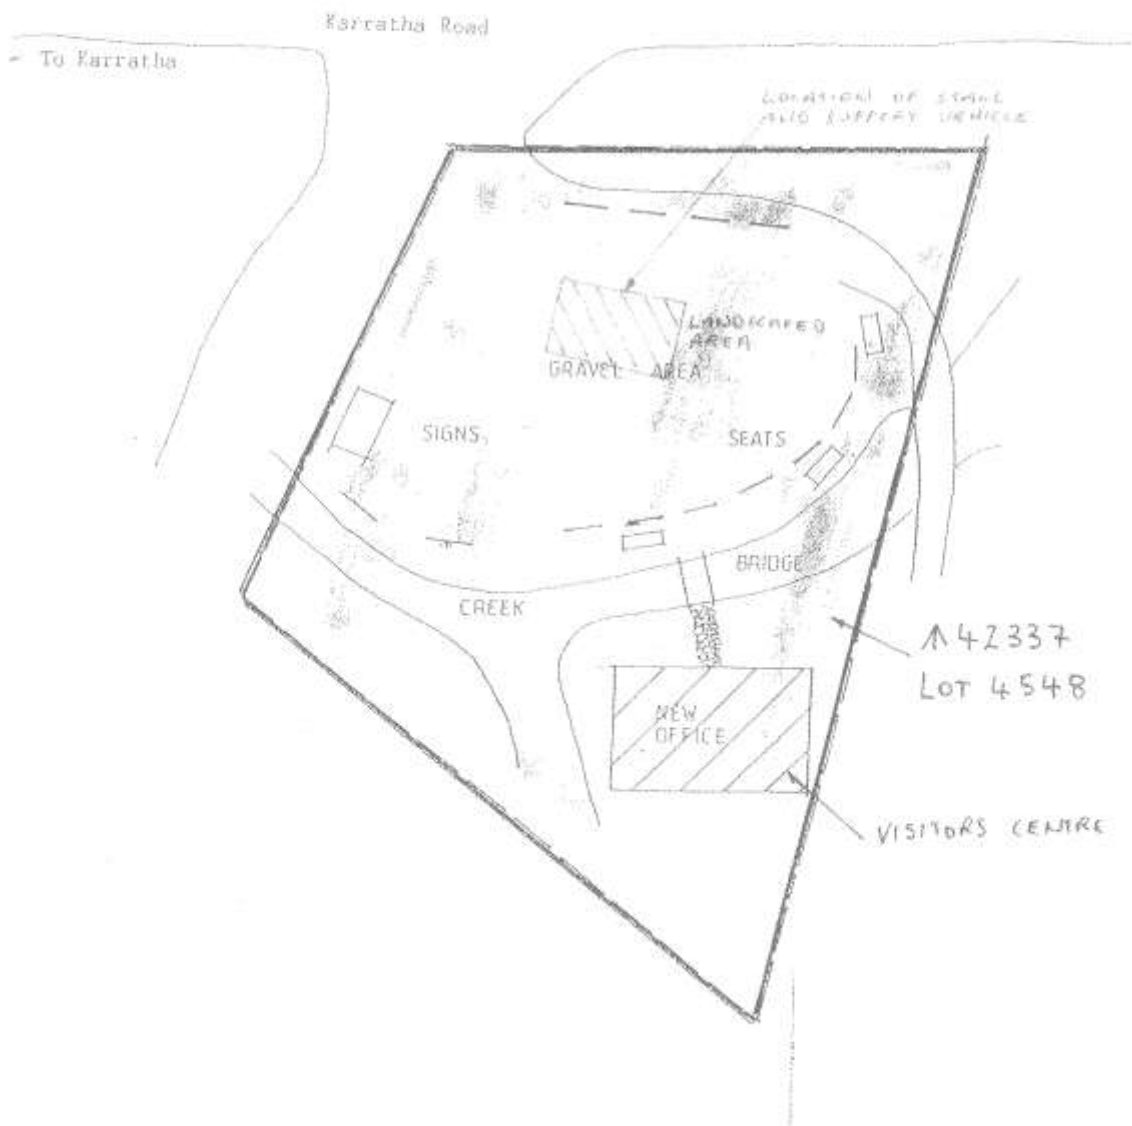 Karratha Road
To Karratha
LOCATION OF STALL
AND SUPPORT VEHICLE
LANDSCAPED
AREA
GRAVEL AREA
SIGNS
SEATS
BRIDGE
CREEK
42337
LOT 4548
NEW
OFFICE
VISITORS CENTRE